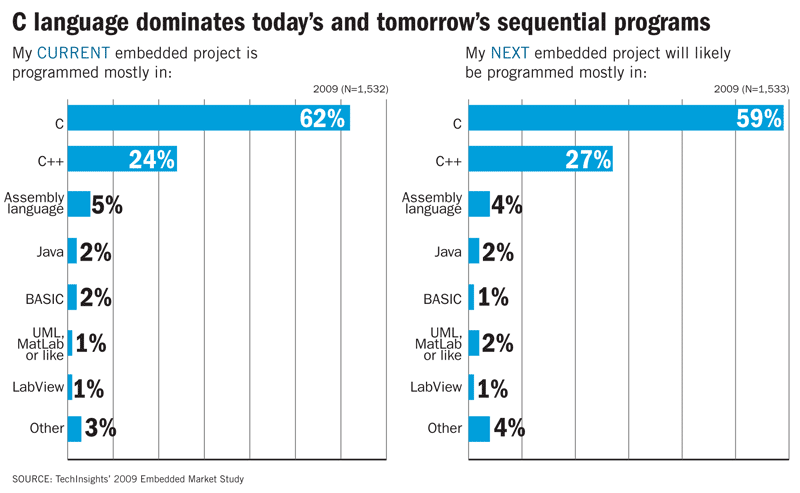 C language dominates today's and tomorrow's sequential programs
My CURRENT embedded project is
programmed mostly in:
2009 (N=1,532)
C
62%
C++
24%
Assembly
language
5%
Java
2%
BASIC
2%
UML,
MatLab
or like
1%
LabView
1%
Other
3%
My NEXT embedded project will likely
be programmed mostly in:
2009 (N=1,533)
C
59%
C++
27%
Assembly
language
4%
Java
2%
BASIC
1%
UML,
MatLab
or like
2%
LabView
1%
Other
4%
SOURCE: TechInsights' 2009 Embedded Market Study